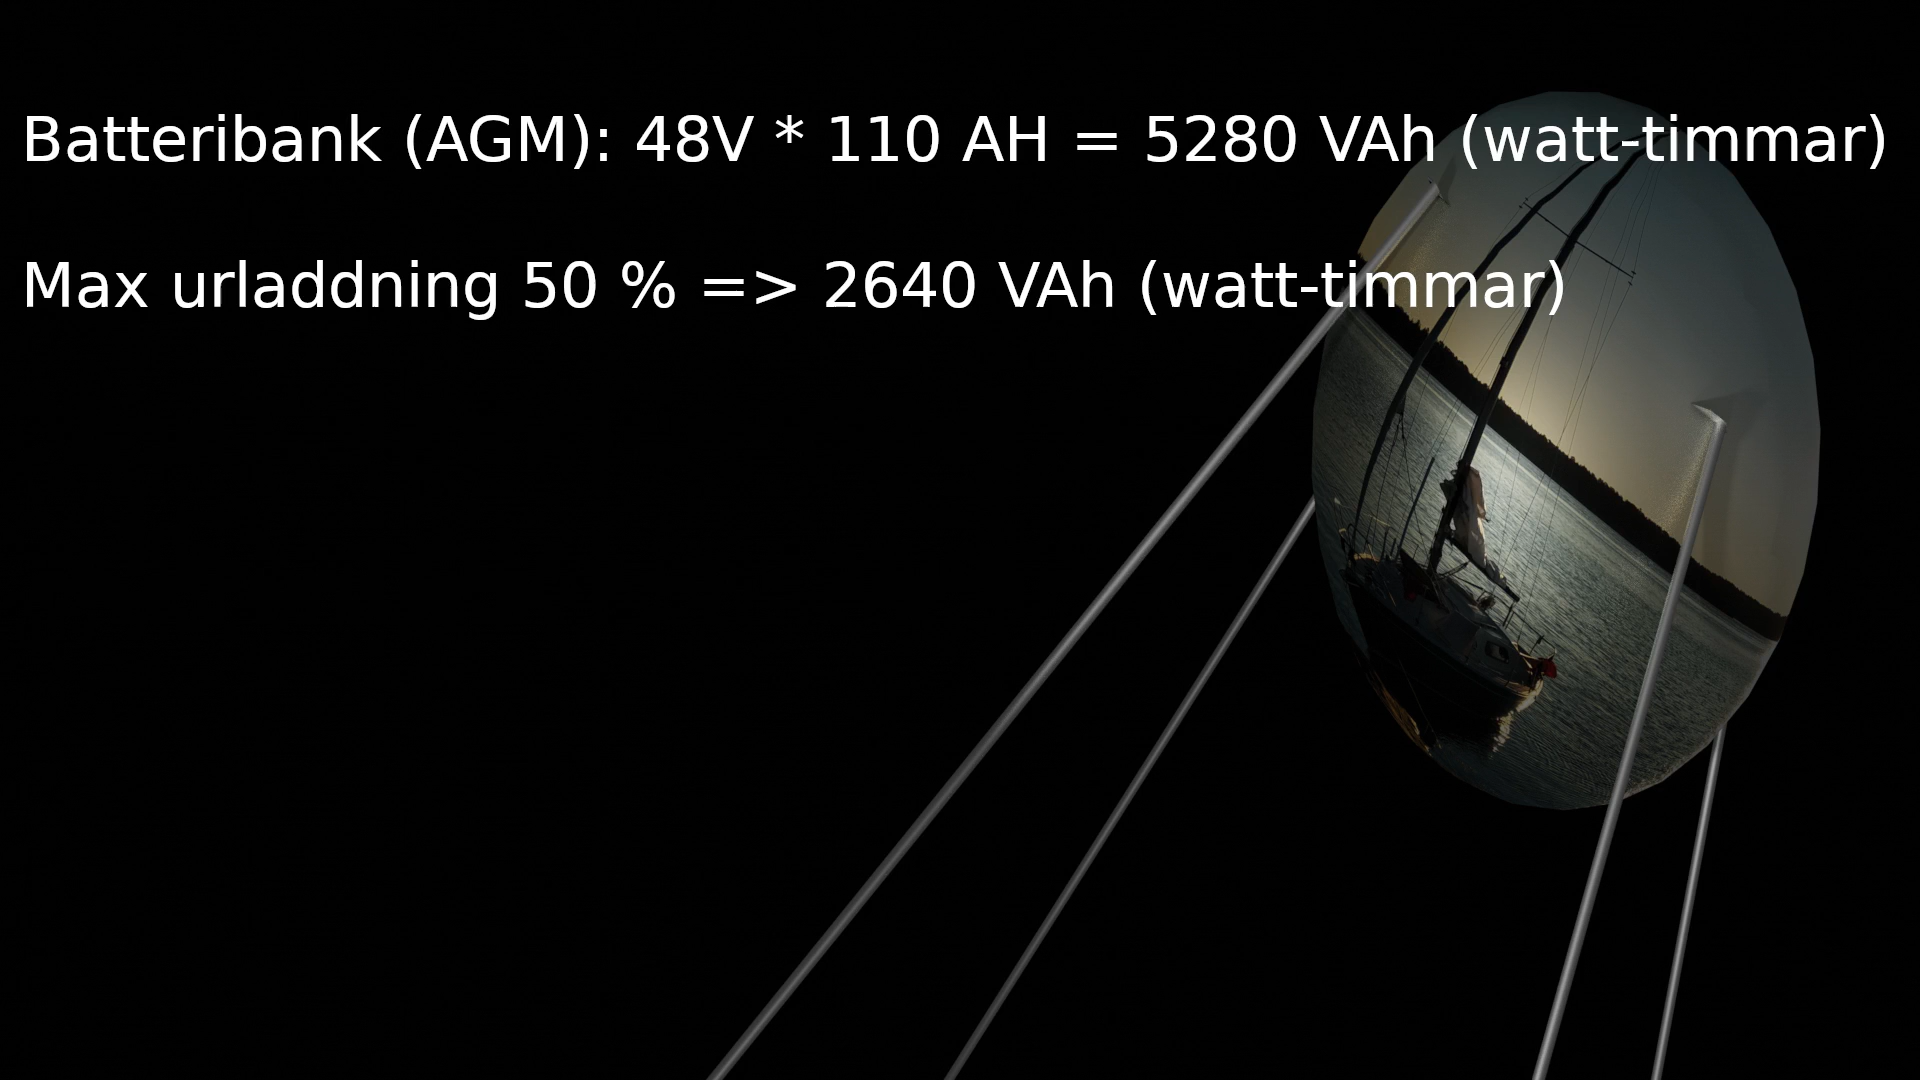 Batteribank (AGM): 48V * 110 AH = 5280 VAh (watt-timmar)
Max urladdning 50 % => 2640 VAh (watt-timmar)